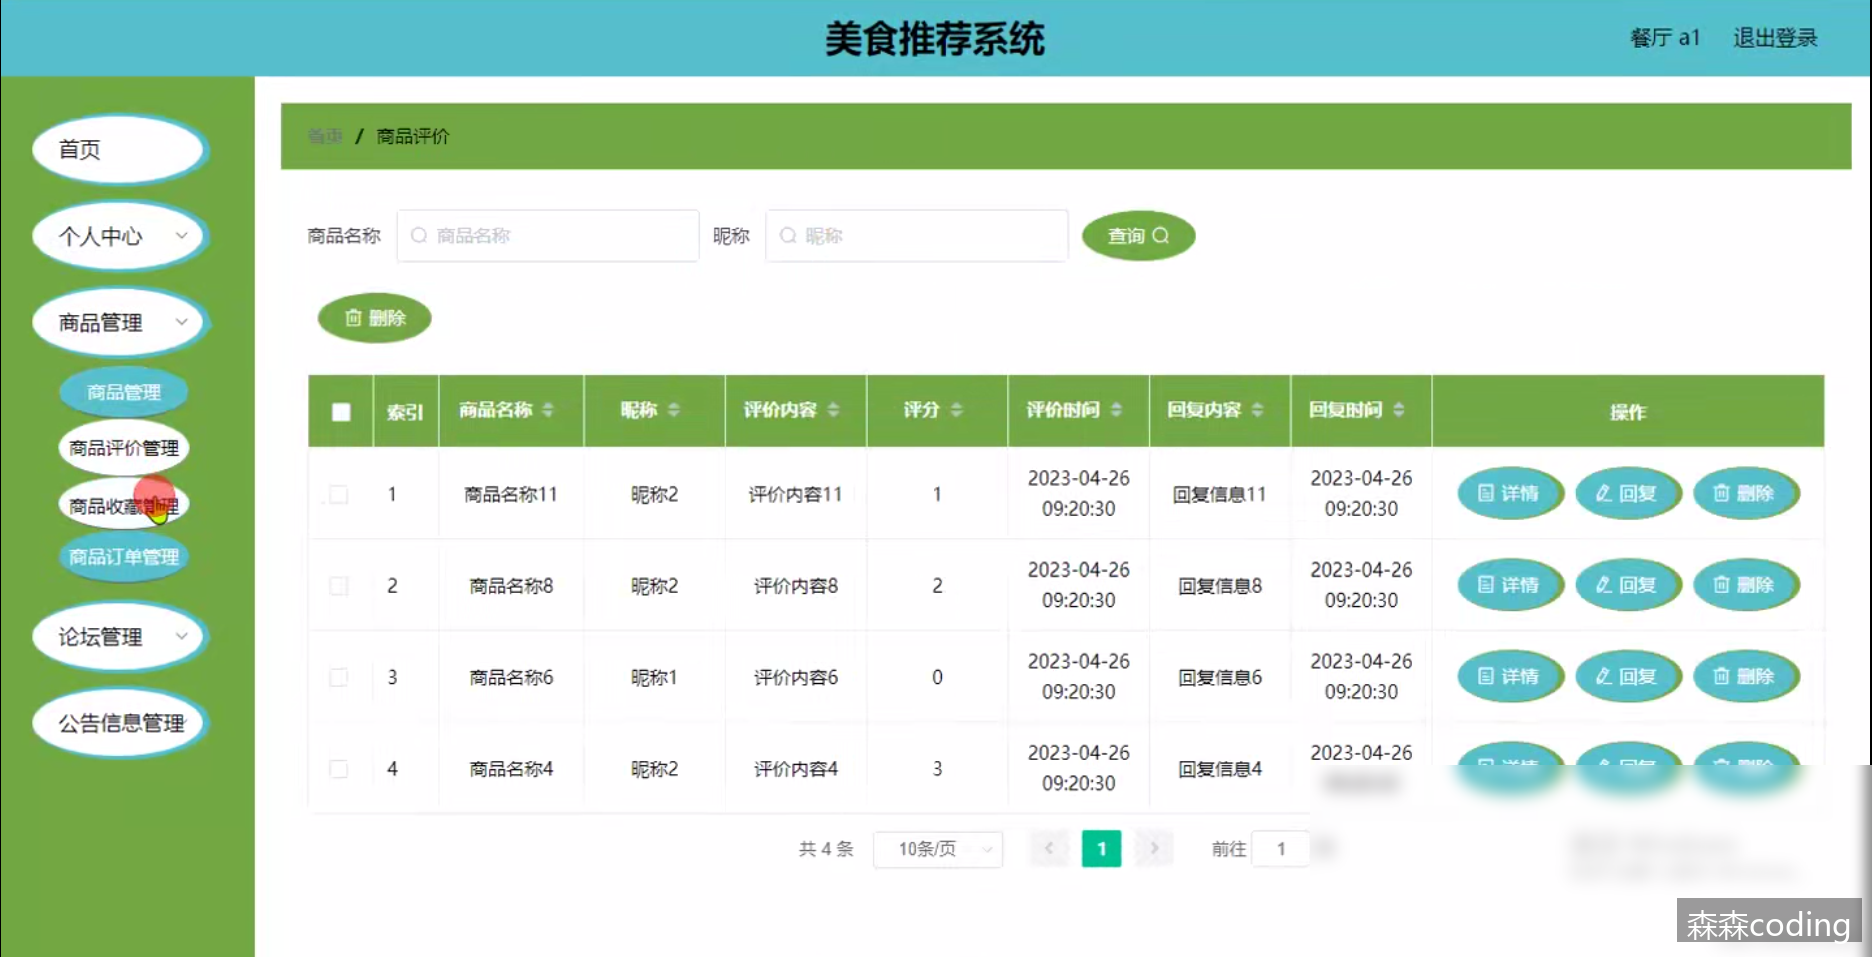 美食推荐系统
餐厅 a1 退出登录
首页
个人中心
商品管理
商品管理
商品评价管理
商品收藏管理
商品订单管理
论坛管理
公告信息管理
首页 / 商品评价
商品名称 商品名称 昵称 昵称 查询
删除
索引 商品名称 昵称 评价内容 评分 评价时间 回复内容 回复时间 操作
1 商品名称11 昵称2 评价内容11 1 2023-04-26 09:20:30 回复信息11 2023-04-26 09:20:30 详情 回复 删除
2 商品名称8 昵称2 评价内容8 2 2023-04-26 09:20:30 回复信息8 2023-04-26 09:20:30 详情 回复 删除
3 商品名称6 昵称1 评价内容6 0 2023-04-26 09:20:30 回复信息6 2023-04-26 09:20:30 详情 回复 删除
4 商品名称4 昵称2 评价内容4 3 2023-04-26 09:20:30 回复信息4 2023-04-26
共 4 条 10条/页 1 前往 1
森森coding